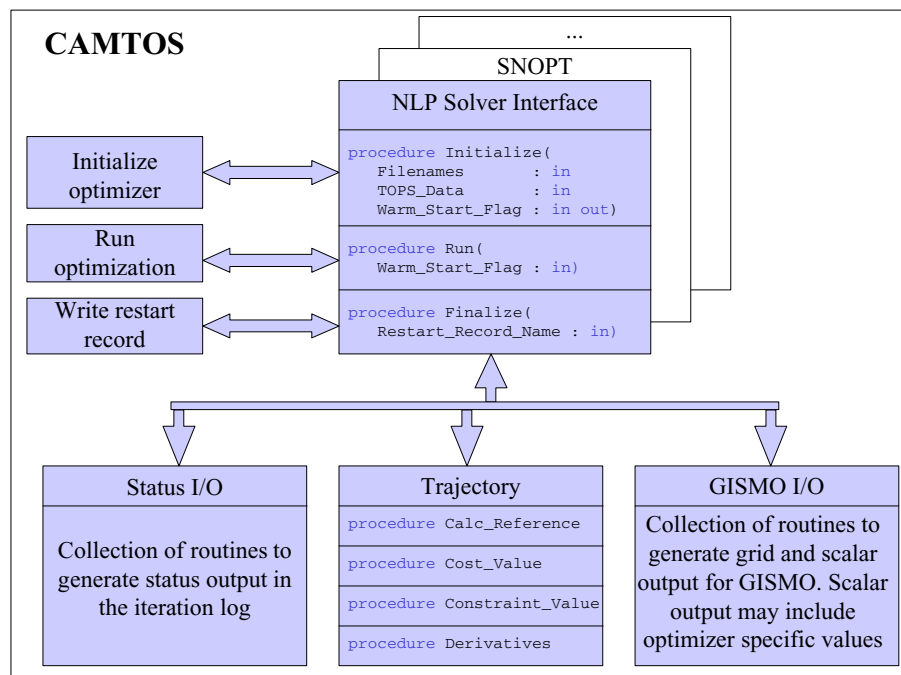 CAMTOS
...
SNOPT
NLP Solver Interface
Initialize
optimizer
procedure Initialize(
Filenames : in
TOPS_Data : in
Warm_Start_Flag : in out)
Run
optimization
procedure Run(
Warm_Start_Flag : in)
Write restart
record
procedure Finalize(
Restart_Record_Name : in)
Status I/O
Collection of routines to
generate status output in
the iteration log
Trajectory
procedure Calc_Reference
procedure Cost_Value
procedure Constraint_Value
procedure Derivatives
GISMO I/O
Collection of routines to
generate grid and scalar
output for GISMO. Scalar
output may include
optimizer specific values